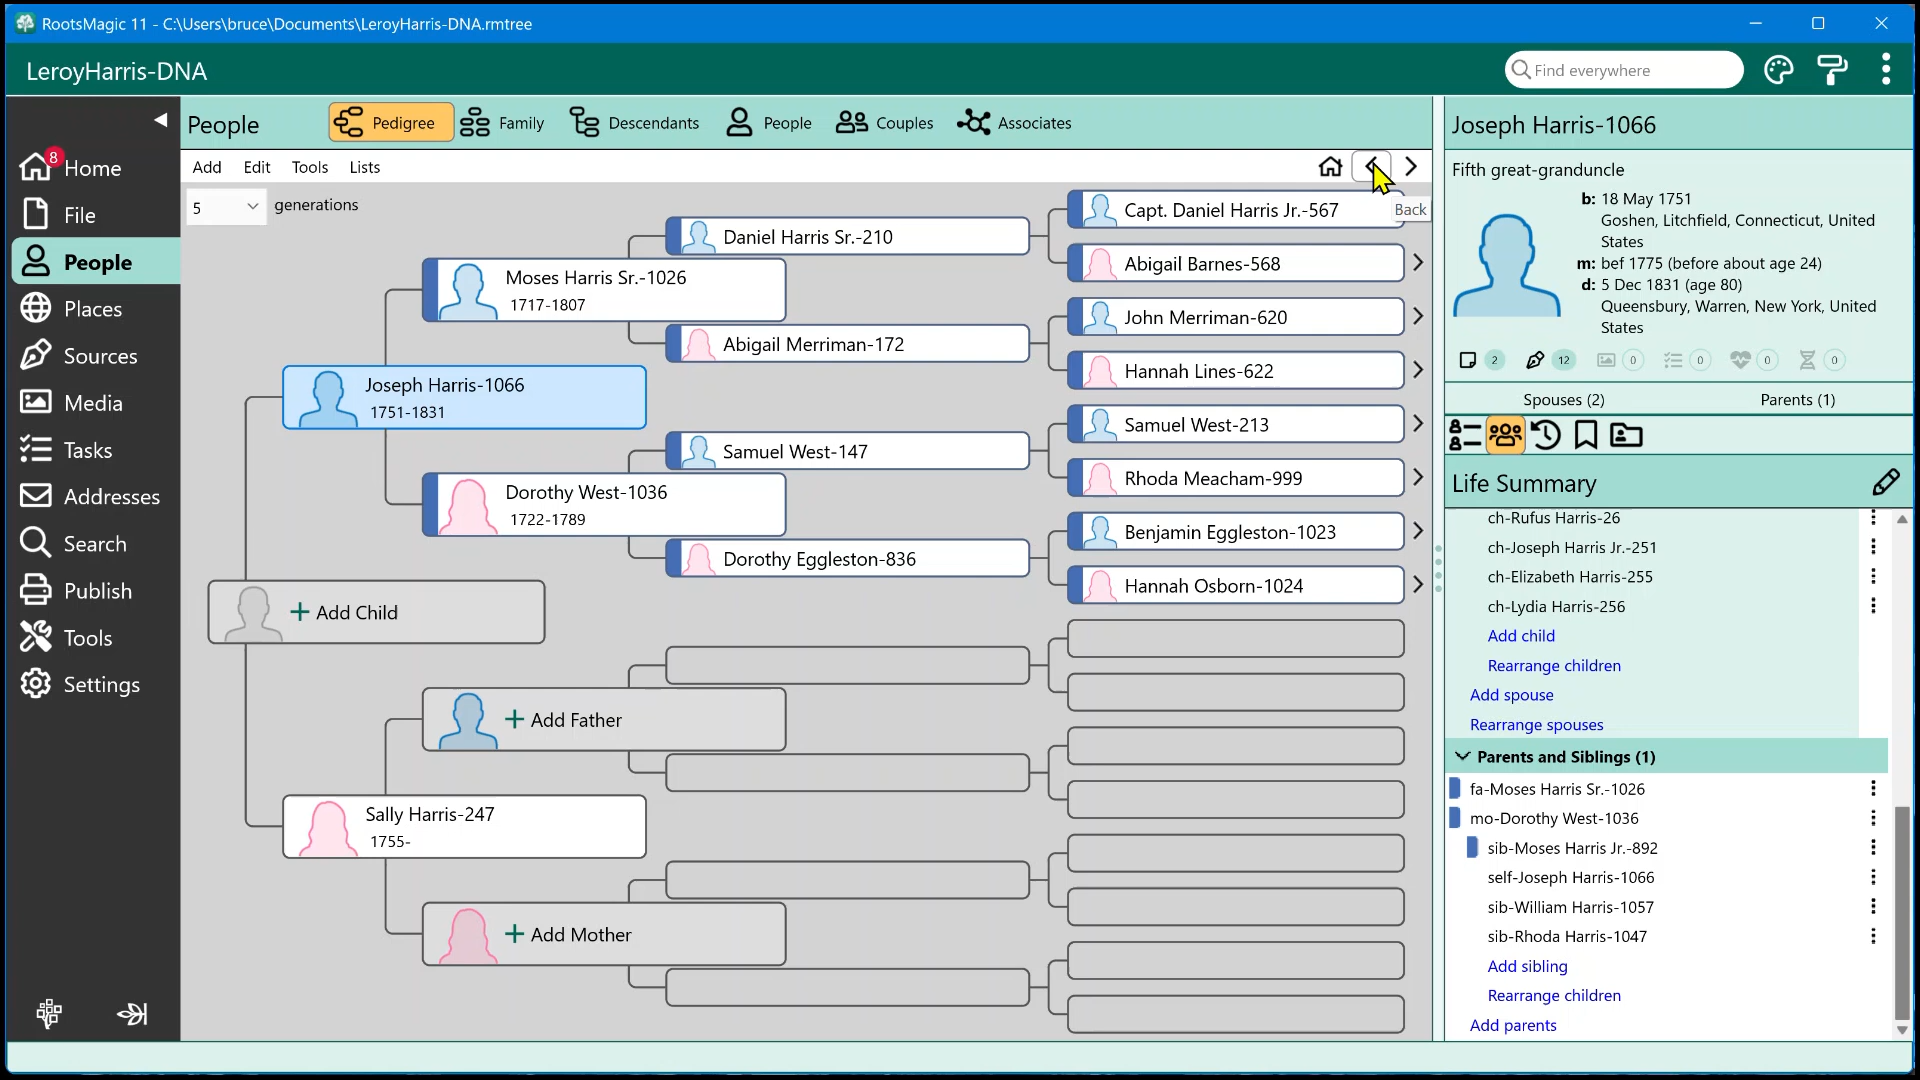 RootsMagic 11 - C:\Users\bruce\Documents\LeroyHarris-DNA.rmtree
LeroyHarris-DNA
Find everywhere
8
Home
File
People
Places
Sources
Media
Tasks
Addresses
Search
Publish
Tools
Settings
People
Pedigree
Family
Descendants
People
Couples
Associates
Add
Edit
Tools
Lists
Back
5
generations
Joseph Harris-1066
1751-1831
Moses Harris Sr.-1026
1717-1807
Dorothy West-1036
1722-1789
Daniel Harris Sr.-210
Abigail Merriman-172
Samuel West-147
Dorothy Eggleston-836
Capt. Daniel Harris Jr.-567
Abigail Barnes-568
John Merriman-620
Hannah Lines-622
Samuel West-213
Rhoda Meacham-999
Benjamin Eggleston-1023
Hannah Osborn-1024
+ Add Child
+ Add Father
Sally Harris-247
1755-
+ Add Mother
Joseph Harris-1066
Fifth great-granduncle
b: 18 May 1751
Goshen, Litchfield, Connecticut, United
States
m: bef 1775 (before about age 24)
d: 5 Dec 1831 (age 80)
Queensbury, Warren, New York, United
States
2 12 0 0 0 0
Spouses (2)
Parents (1)
Life Summary
ch-Rufus Harris-26
ch-Joseph Harris Jr.-251
ch-Elizabeth Harris-255
ch-Lydia Harris-256
Add child
Rearrange children
Add spouse
Rearrange spouses
Parents and Siblings (1)
fa-Moses Harris Sr.-1026
mo-Dorothy West-1036
sib-Moses Harris Jr.-892
self-Joseph Harris-1066
sib-William Harris-1057
sib-Rhoda Harris-1047
Add sibling
Rearrange children
Add parents